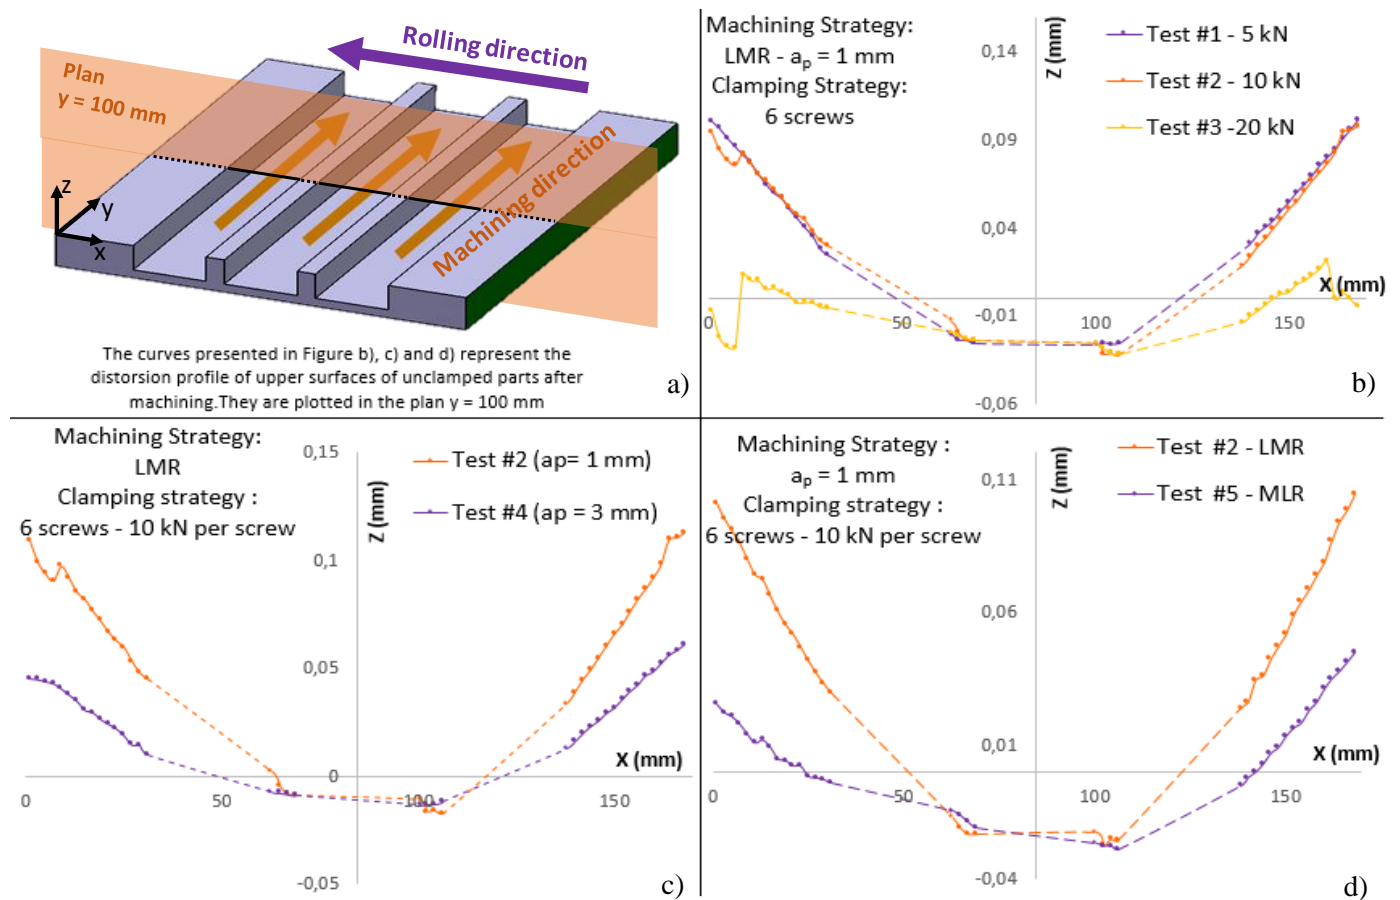 Rolling direction
Plan
y = 100 mm
Machining direction
z
y
x
The curves presented in Figure b), c) and d) represent the
distorsion profile of upper surfaces of unclamped parts after
machining.They are plotted in the plan y = 100 mm
a)
Machining Strategy:
LMR - ap = 1 mm
Clamping Strategy:
6 screws
Z (mm)
Test #1 - 5 kN
Test #2 - 10 kN
Test #3 -20 kN
0,14
0,09
0,04
-0,01
-0,06
X (mm)
0
50
100
150
b)
Machining Strategy:
LMR
Clamping strategy :
6 screws - 10 kN per screw
Z (mm)
Test #2 (ap= 1 mm)
Test #4 (ap = 3 mm)
0,15
0,1
0,05
0
-0,05
X (mm)
0
50
100
150
c)
Machining Strategy :
ap = 1 mm
Clamping strategy :
6 screws - 10 kN per screw
Z (mm)
Test #2 - LMR
Test #5 - MLR
0,11
0,06
0,01
-0,04
X (mm)
0
50
100
150
d)